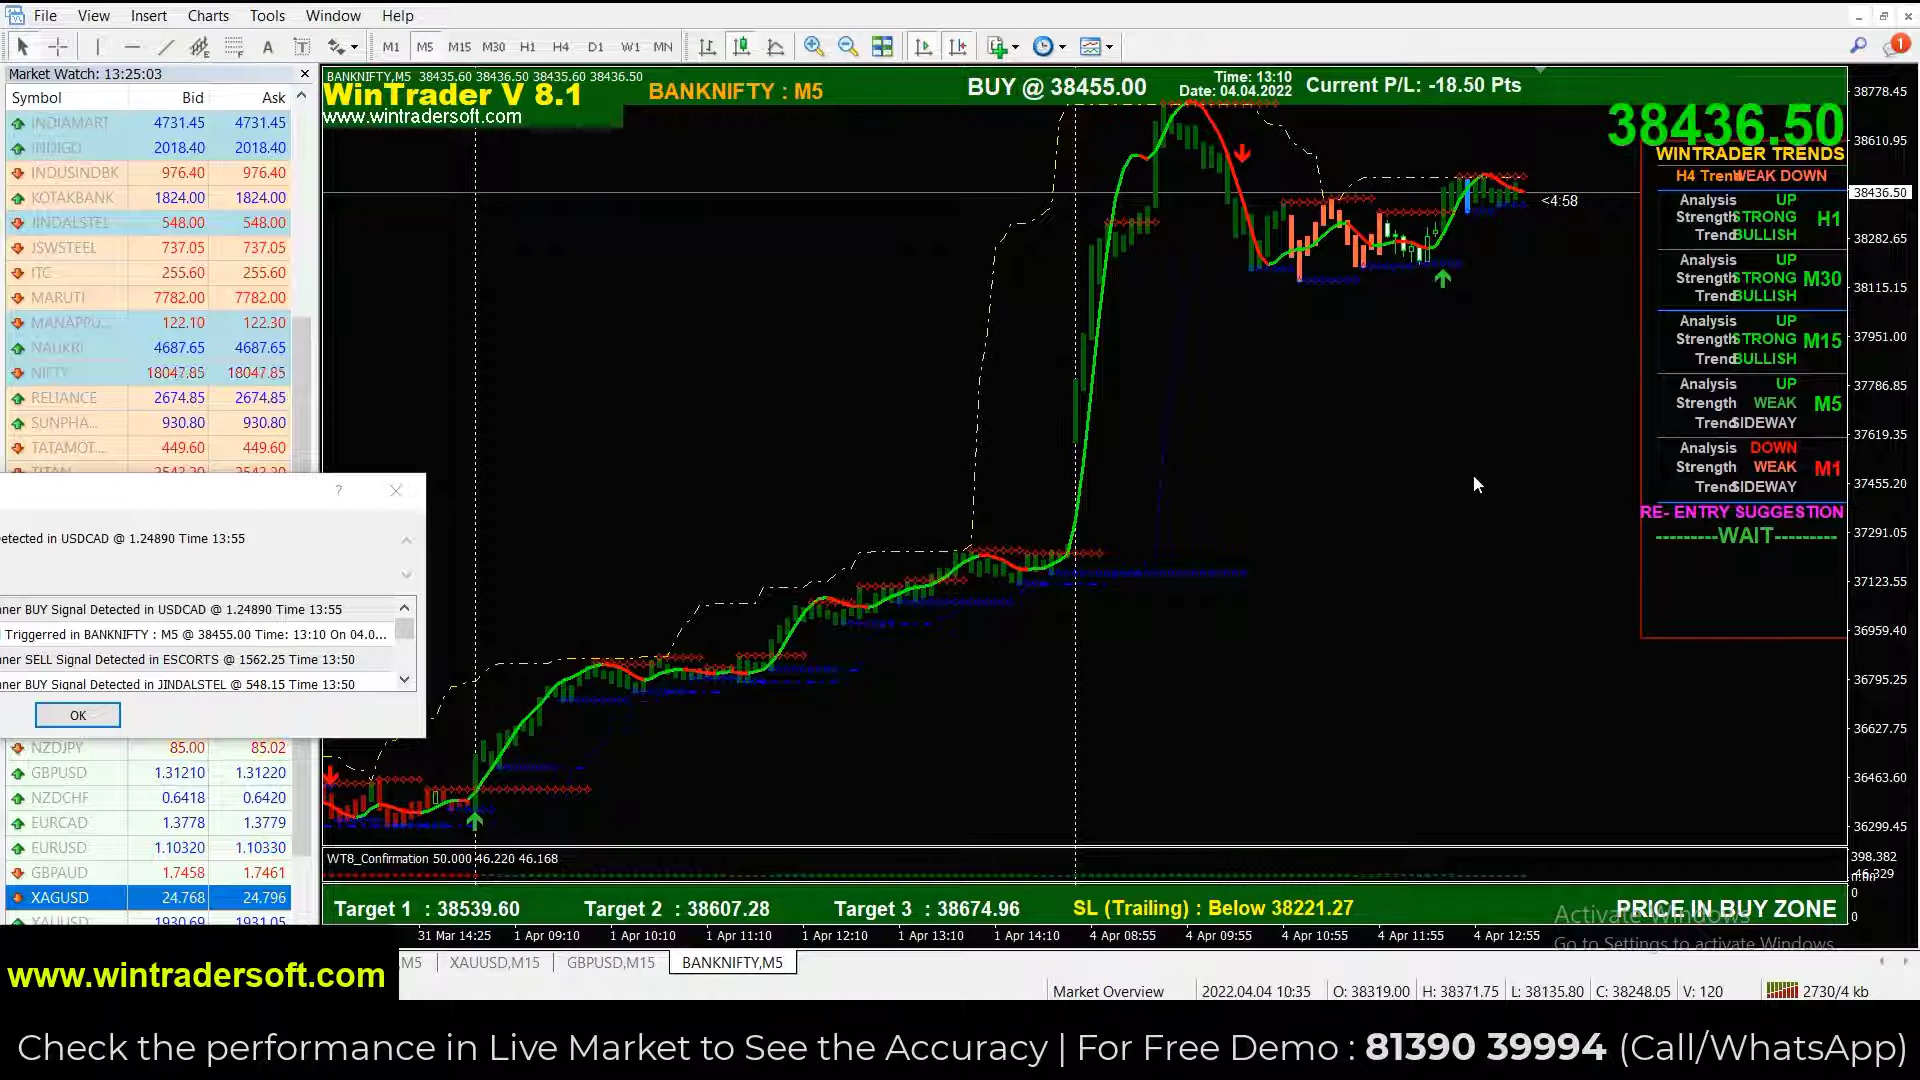 File View Insert Charts Tools Window Help
M1 M5 M15 M30 H1 H4 D1 W1 MN
1
Market Watch: 13:25:03
Symbol Bid Ask
INDIAMART 4731.45 4731.45
INDIGO 2018.40 2018.40
INDUSINDBK 976.40 976.40
KOTAKBANK 1824.00 1824.00
JINDALSTEL 548.00 548.00
JSWSTEEL 737.05 737.05
ITC 255.60 255.60
MARUTI 7782.00 7782.00
MANAPPU... 122.10 122.30
NAUKRI 4687.65 4687.65
NIFTY 18047.85 18047.85
RELIANCE 2674.85 2674.85
SUNPHA... 930.80 930.80
TATAMOT... 449.60 449.60
?
etected in USDCAD @ 1.24890 Time 13:55
nner BUY Signal Detected in USDCAD @ 1.24890 Time 13:55
Triggerred in BANKNIFTY : M5 @ 38455.00 Time: 13:10 On 04.0...
nner SELL Signal Detected in ESCORTS @ 1562.25 Time 13:50
nner BUY Signal Detected in JINDALSTEL @ 548.15 Time 13:50
OK
NZDJPY 85.00 85.02
GBPUSD 1.31210 1.31220
NZDCHF 0.6418 0.6420
EURCAD 1.3778 1.3779
EURUSD 1.10320 1.10330
GBPAUD 1.7458 1.7461
XAGUSD 24.768 24.796
XAUUSD 1930.69 1931.05
www.wintradersoft.com
BANKNIFTY,M5 38435.60 38436.50 38435.60 38436.50
WinTrader V 8.1
www.wintradersoft.com
BANKNIFTY : M5
BUY @ 38455.00
Time: 13:10
Date: 04.04.2022
Current P/L: -18.50 Pts
38436.50
WINTRADER TRENDS
H4 Trend WEAK DOWN
Analysis UP
Strength STRONG H1
Trend BULLISH
Analysis UP
Strength STRONG M30
Trend BULLISH
Analysis UP
Strength STRONG M15
Trend BULLISH
Analysis UP
Strength WEAK M5
Trend SIDEWAY
Analysis DOWN
Strength WEAK M1
Trend SIDEWAY
RE- ENTRY SUGGESTION
---------WAIT---------
<4:58
38778.45
38610.95
38436.50
38282.65
38115.15
37951.00
37786.85
37619.35
37455.20
37291.05
37123.55
36959.40
36795.25
36627.75
36463.60
36299.45
WT8_Confirmation 50.000 46.220 46.168
398.382
0
0
Target 1 : 38539.60 Target 2 : 38607.28 Target 3 : 38674.96 SL (Trailing) : Below 38221.27 PRICE IN BUY ZONE
Activate Windows
Go to Settings to activate Windows.
31 Mar 14:25 1 Apr 09:10 1 Apr 10:10 1 Apr 11:10 1 Apr 12:10 1 Apr 13:10 1 Apr 14:10 4 Apr 08:55 4 Apr 09:55 4 Apr 10:55 4 Apr 11:55 4 Apr 12:55
,M5 XAUUSD,M15 GBPUSD,M15 BANKNIFTY,M5
Market Overview 2022.04.04 10:35 O: 38319.00 H: 38371.75 L: 38135.80 C: 38248.05 V: 120 2730/4 kb
Check the performance in Live Market to See the Accuracy | For Free Demo : 81390 39994 (Call/WhatsApp)